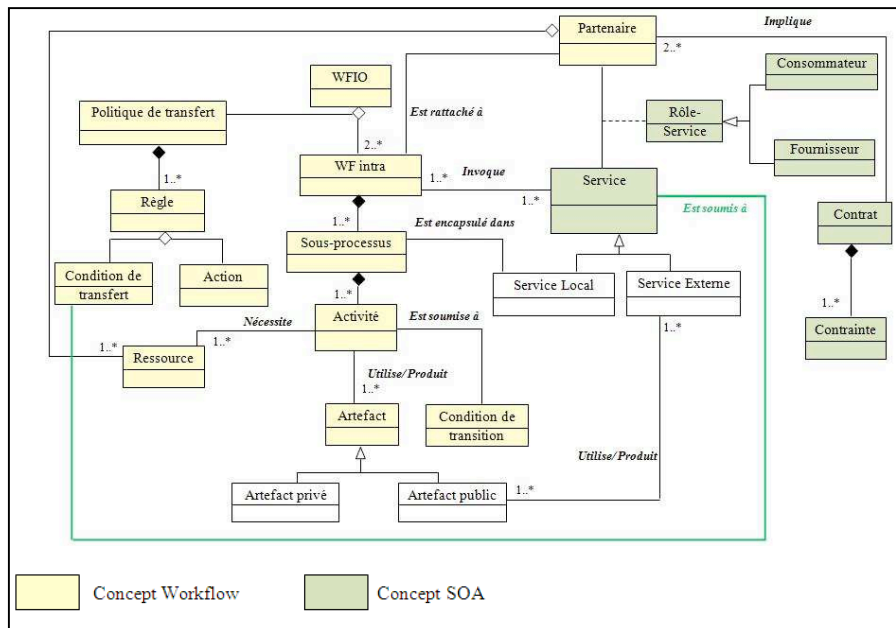 Implique
Partenaire
2..*
Consommateur
WFIO
Politique de transfert
Est rattaché à
Rôle-
Service
Fournisseur
2..*
WF intra
1..*
Invoque
1..*
Service
1..*
Règle
Est soumis à
Contrat
1..*
Est encapsulé dans
Sous-processus
Condition de
transfert
Action
Service Local
Service Externe
1..*
Activité
Est soumise à
1..*
1..*
Contrainte
Nécessite
1..*
1..*
Ressource
Utilise/Produit
1..*
Artefact
Condition de
transition
Utilise/Produit
Artefact privé
Artefact public
1..*
Concept Workflow
Concept SOA